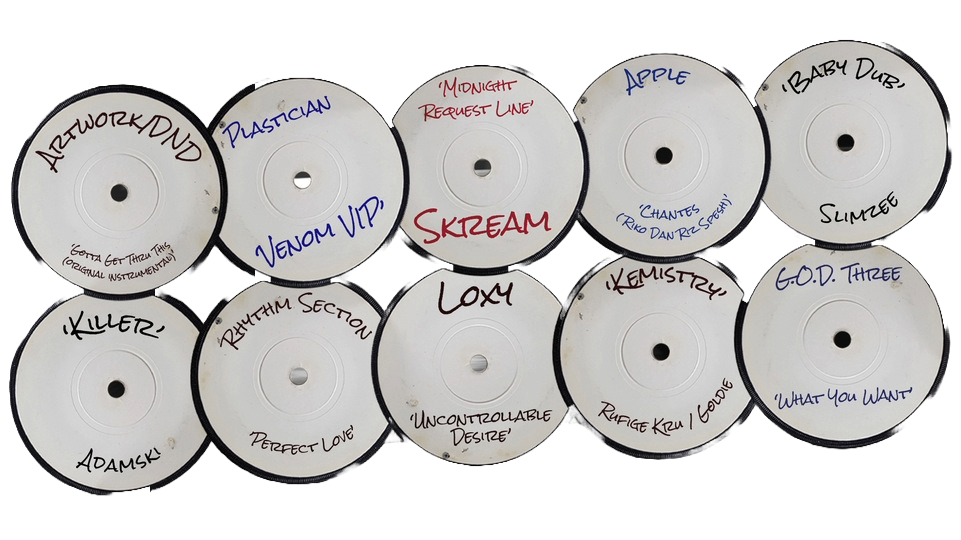 ARTWORK/DND
'GOTTA GET THRU THIS
(ORIGINAL INSTRUMENTAL)'
PLASTICIAN
VENOM VIP'
'MIDNIGHT
REQUEST LINE'
SKREAM
APPLE
'CHANTES
(RIKO DAN RIZ SPESH)'
'BABY DUB'
SLIMZEE
'KILLER'
ADAMSKI
RHYTHM SECTION
'PERFECT LOVE'
LOXY
'UNCONTROLLABLE
DESIRE'
'KEMISTRY'
RUFIGE KRU / GOLDIE
G.O.D. THREE
'WHAT YOU WANT'